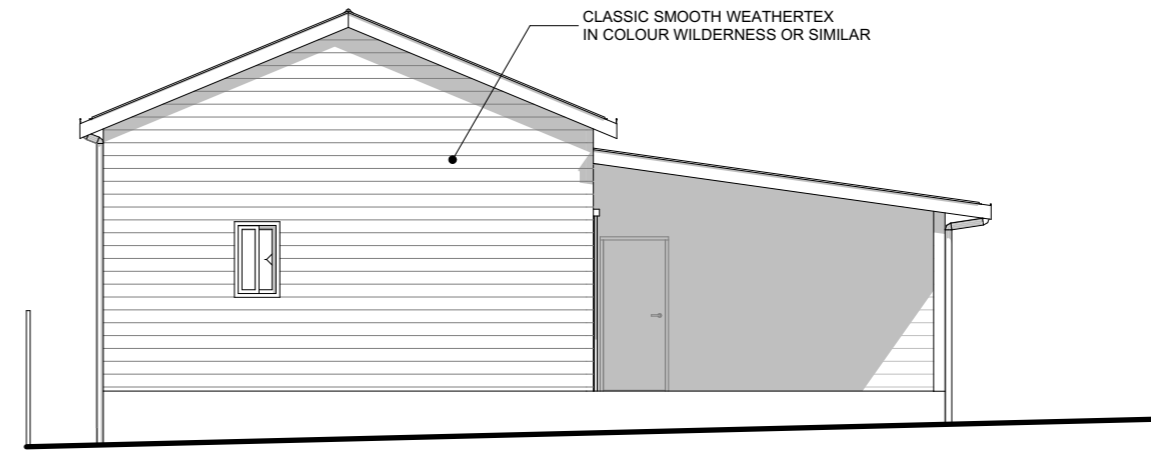 CLASSIC SMOOTH WEATHERTEX
IN COLOUR WILDERNESS OR SIMILAR